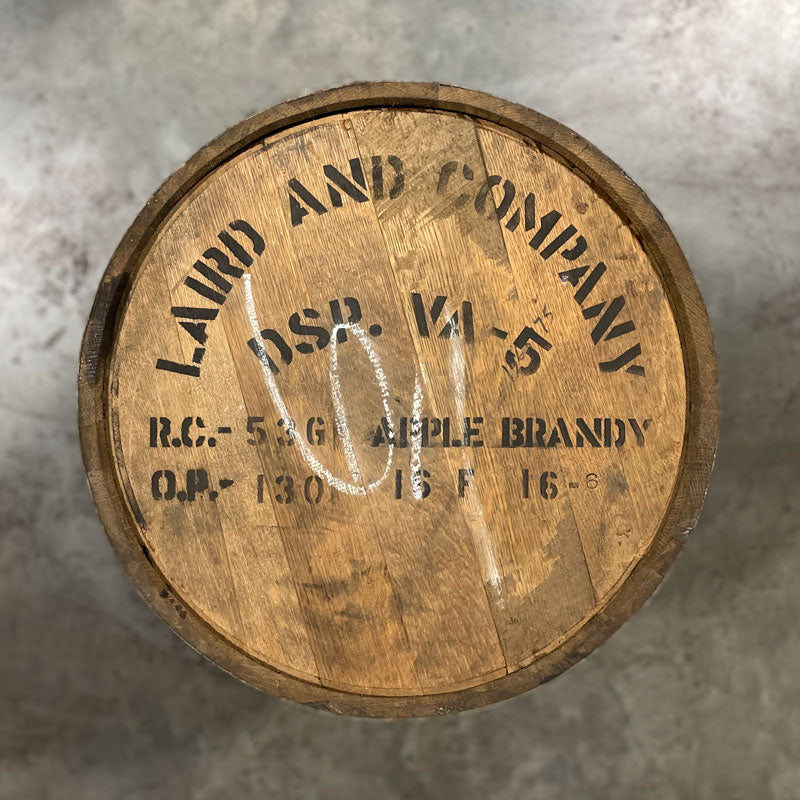 LAIRD AND COMPANY
DSP. VA-5
R.C.- 53G APPLE BRANDY
O.P.- 130 16 F 16-6